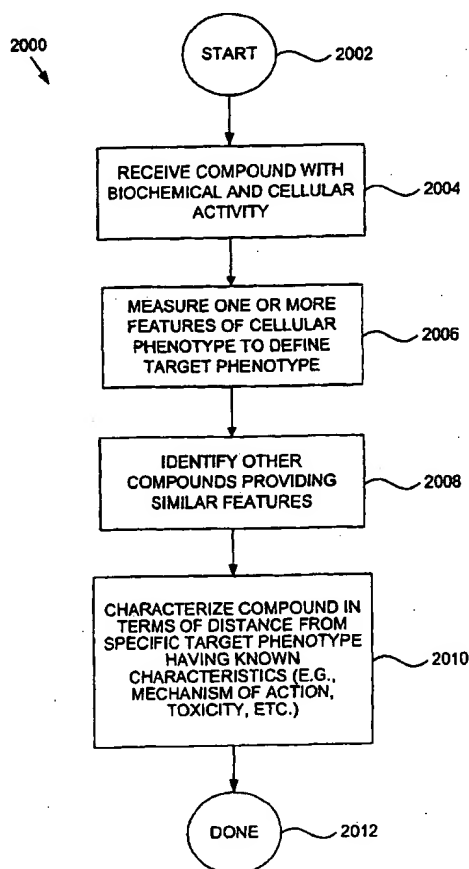 2000
START
2002
RECEIVE COMPOUND WITH
BIOCHEMICAL AND CELLULAR
ACTIVITY
2004
MEASURE ONE OR MORE
FEATURES OF CELLULAR
PHENOTYPE TO DEFINE
TARGET PHENOTYPE
2006
IDENTIFY OTHER
COMPOUNDS PROVIDING
SIMILAR FEATURES
2008
CHARACTERIZE COMPOUND IN
TERMS OF DISTANCE FROM
SPECIFIC TARGET PHENOTYPE
HAVING KNOWN
CHARACTERISTICS (E.G.,
MECHANISM OF ACTION,
TOXICITY, ETC.)
2010
DONE
2012